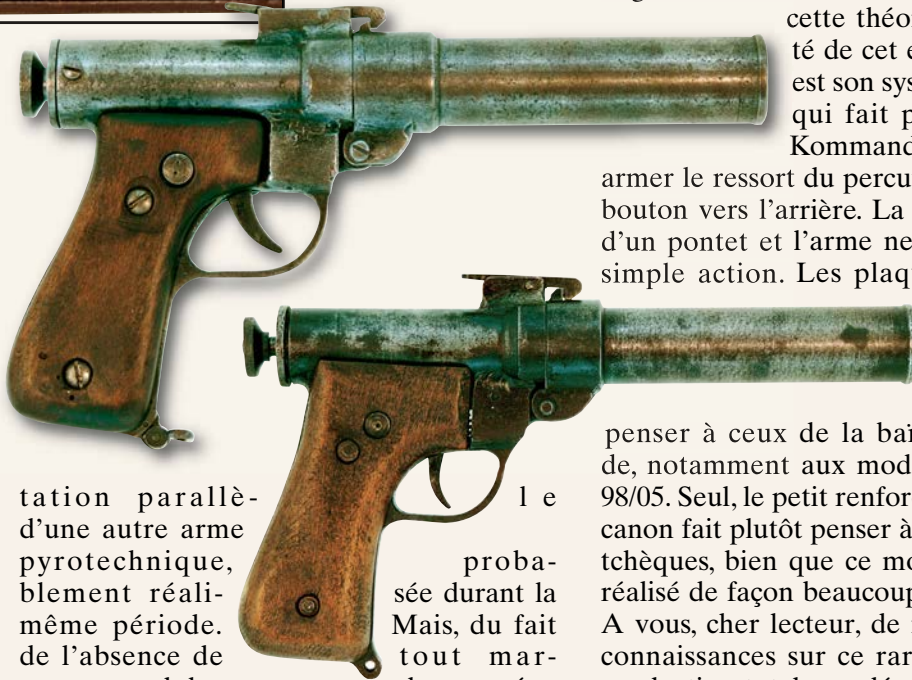 tation parallè- l e
d'une autre arme
pyrotechnique, proba-
blement réali- sée durant la
même période. Mais, du fait
de l'absence de tout mar-
cette théo
té de cet e
est son sys
qui fait p
Kommand
armer le ressort du percu
bouton vers l'arrière. La
d'un pontet et l'arme ne
simple action. Les plaq
penser à ceux de la baï
de, notamment aux mod
98/05. Seul, le petit renfor
canon fait plutôt penser à
tchèques, bien que ce mo
réalisé de façon beaucoup
A vous, cher lecteur, de
connaissances sur ce rar